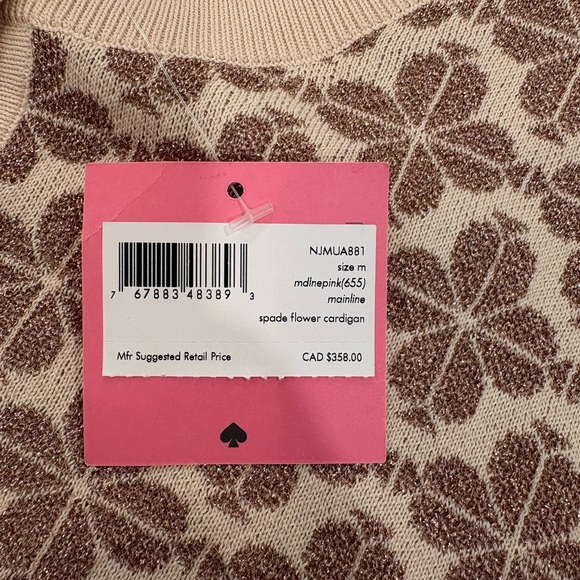 NJMUA881
size m
mdlnepink(655)
mainline
spade flower cardigan
7 67883 48389 3
Mfr Suggested Retail Price CAD $358.00